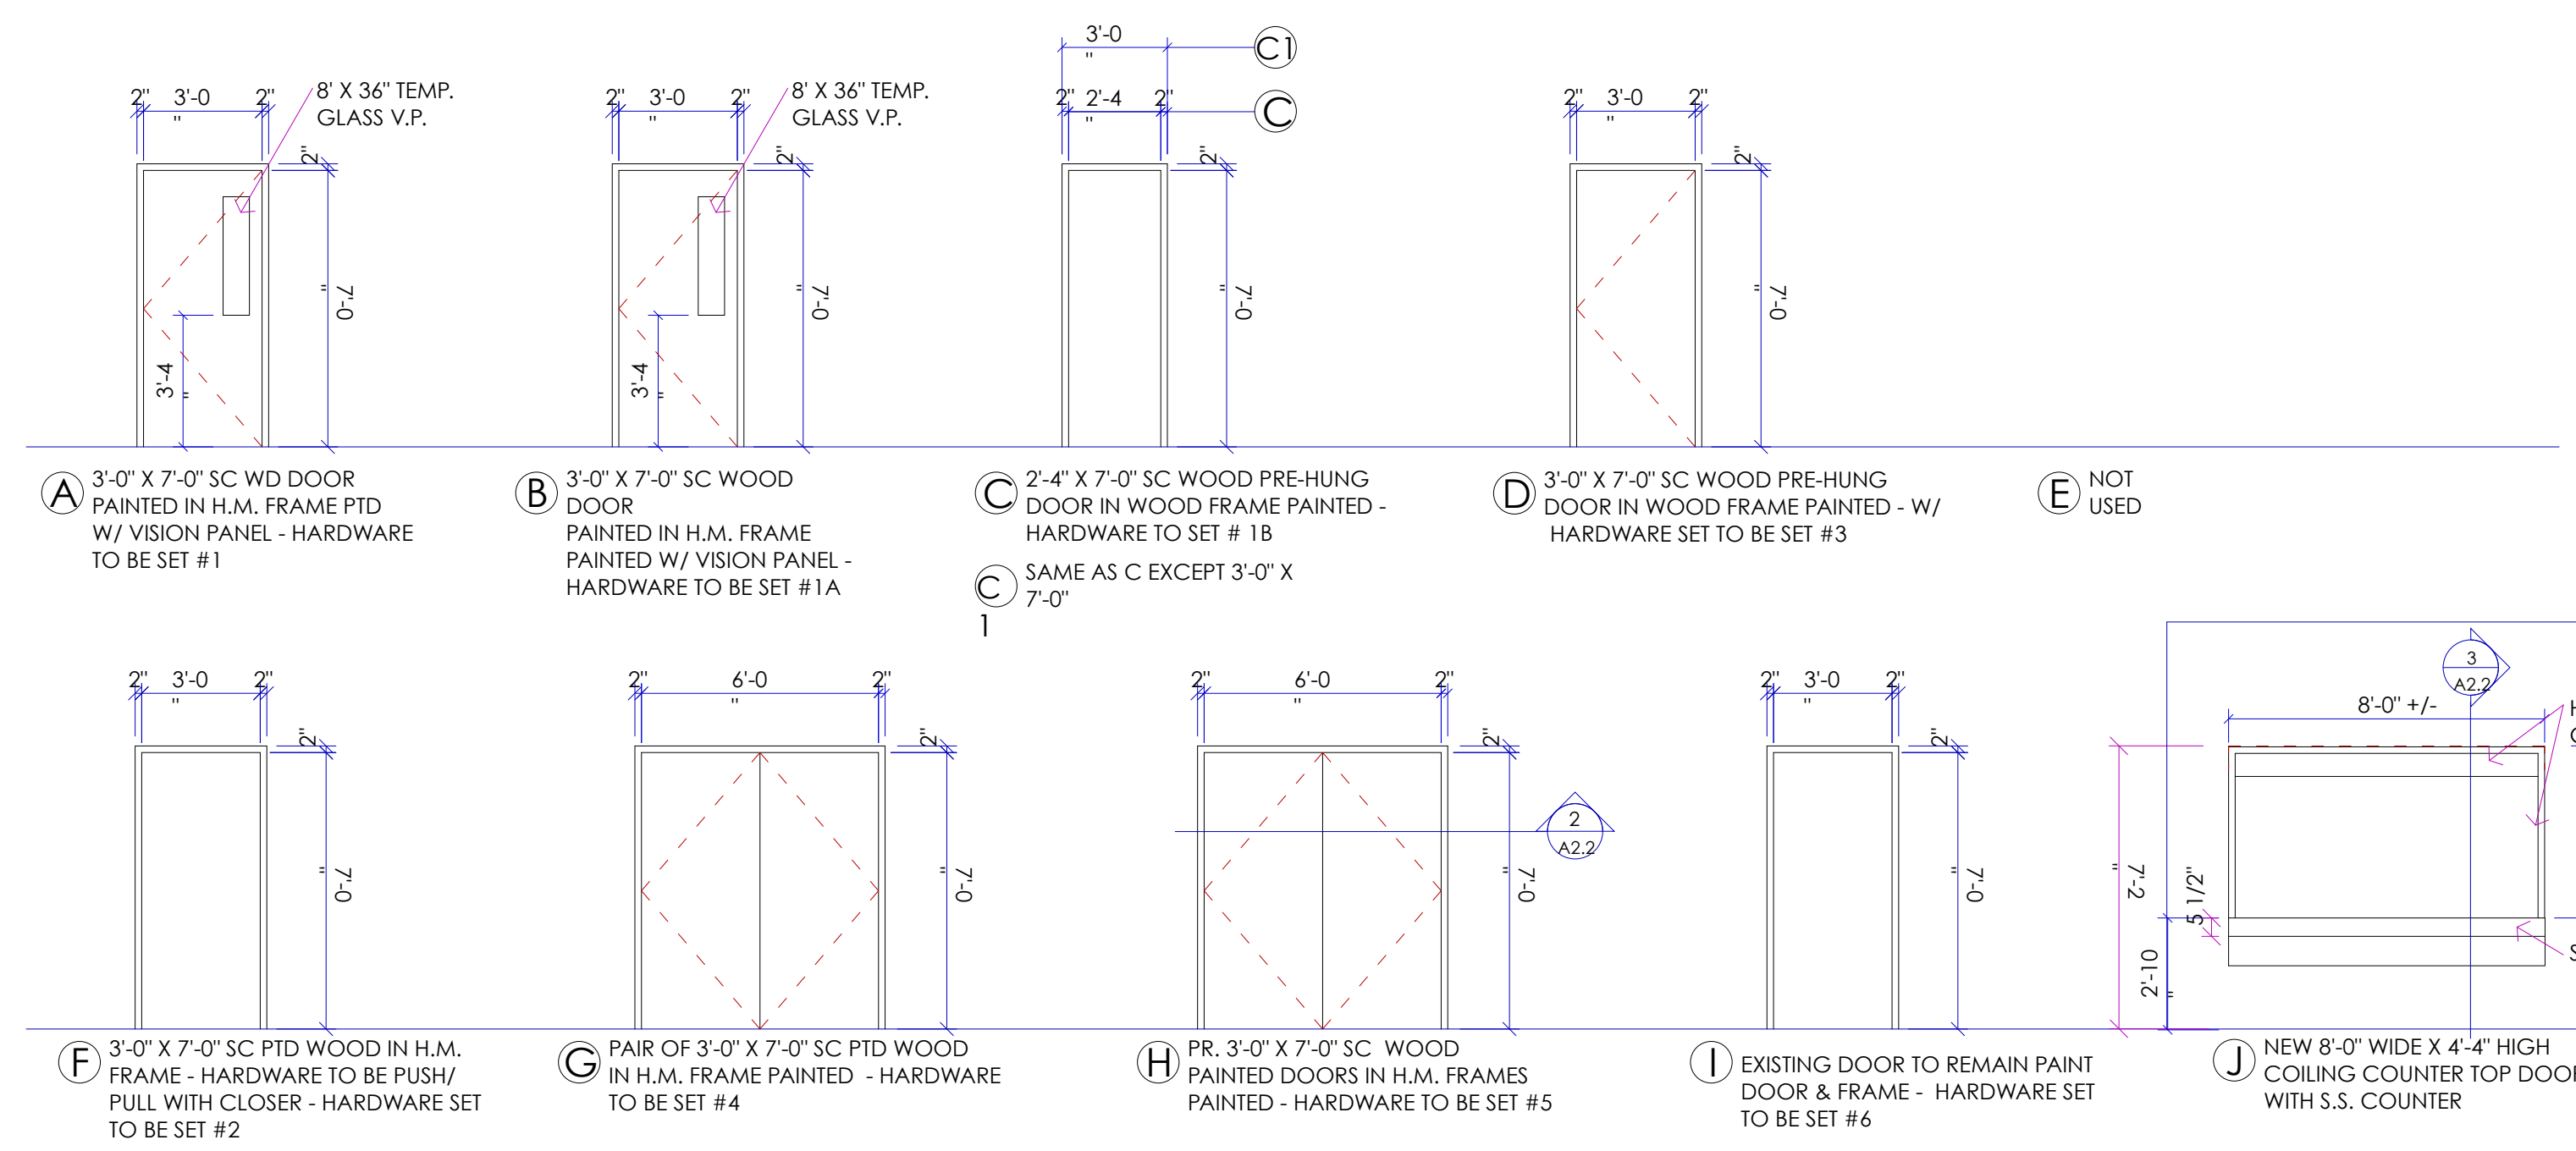 3'-0"
C1
2"
2'-4"
2"
C
2"
3'-0"
2"
8' X 36" TEMP.
GLASS V.P.
2"
7'-0"
3'-4"
2"
3'-0"
2"
8' X 36" TEMP.
GLASS V.P.
2"
7'-0"
3'-4"
2"
7'-0"
2"
3'-0"
2"
2"
7'-0"
A
3'-0" X 7'-0" SC WD DOOR
PAINTED IN H.M. FRAME PTD
W/ VISION PANEL - HARDWARE
TO BE SET #1
B
3'-0" X 7'-0" SC WOOD
DOOR
PAINTED IN H.M. FRAME
PAINTED W/ VISION PANEL -
HARDWARE TO BE SET #1A
C
2'-4" X 7'-0" SC WOOD PRE-HUNG
DOOR IN WOOD FRAME PAINTED -
HARDWARE TO SET # 1B
C
1
SAME AS C EXCEPT 3'-0" X
7'-0"
D
3'-0" X 7'-0" SC WOOD PRE-HUNG
DOOR IN WOOD FRAME PAINTED - W/
HARDWARE SET TO BE SET #3
E
NOT
USED
2"
3'-0"
2"
2"
7'-0"
2"
6'-0"
2"
2"
7'-0"
2"
6'-0"
2"
2"
7'-0"
2
A2.2
2"
3'-0"
2"
2"
7'-0"
3
A2.2
8'-0" +/-
7'-2"
5 1/2"
2'-10"
F
3'-0" X 7'-0" SC PTD WOOD IN H.M.
FRAME - HARDWARE TO BE PUSH/
PULL WITH CLOSER - HARDWARE SET
TO BE SET #2
G
PAIR OF 3'-0" X 7'-0" SC PTD WOOD
IN H.M. FRAME PAINTED - HARDWARE
TO BE SET #4
H
PR. 3'-0" X 7'-0" SC WOOD
PAINTED DOORS IN H.M. FRAMES
PAINTED - HARDWARE TO BE SET #5
I
EXISTING DOOR TO REMAIN PAINT
DOOR & FRAME - HARDWARE SET
TO BE SET #6
J
NEW 8'-0" WIDE X 4'-4" HIGH
COILING COUNTER TOP DOOR
WITH S.S. COUNTER